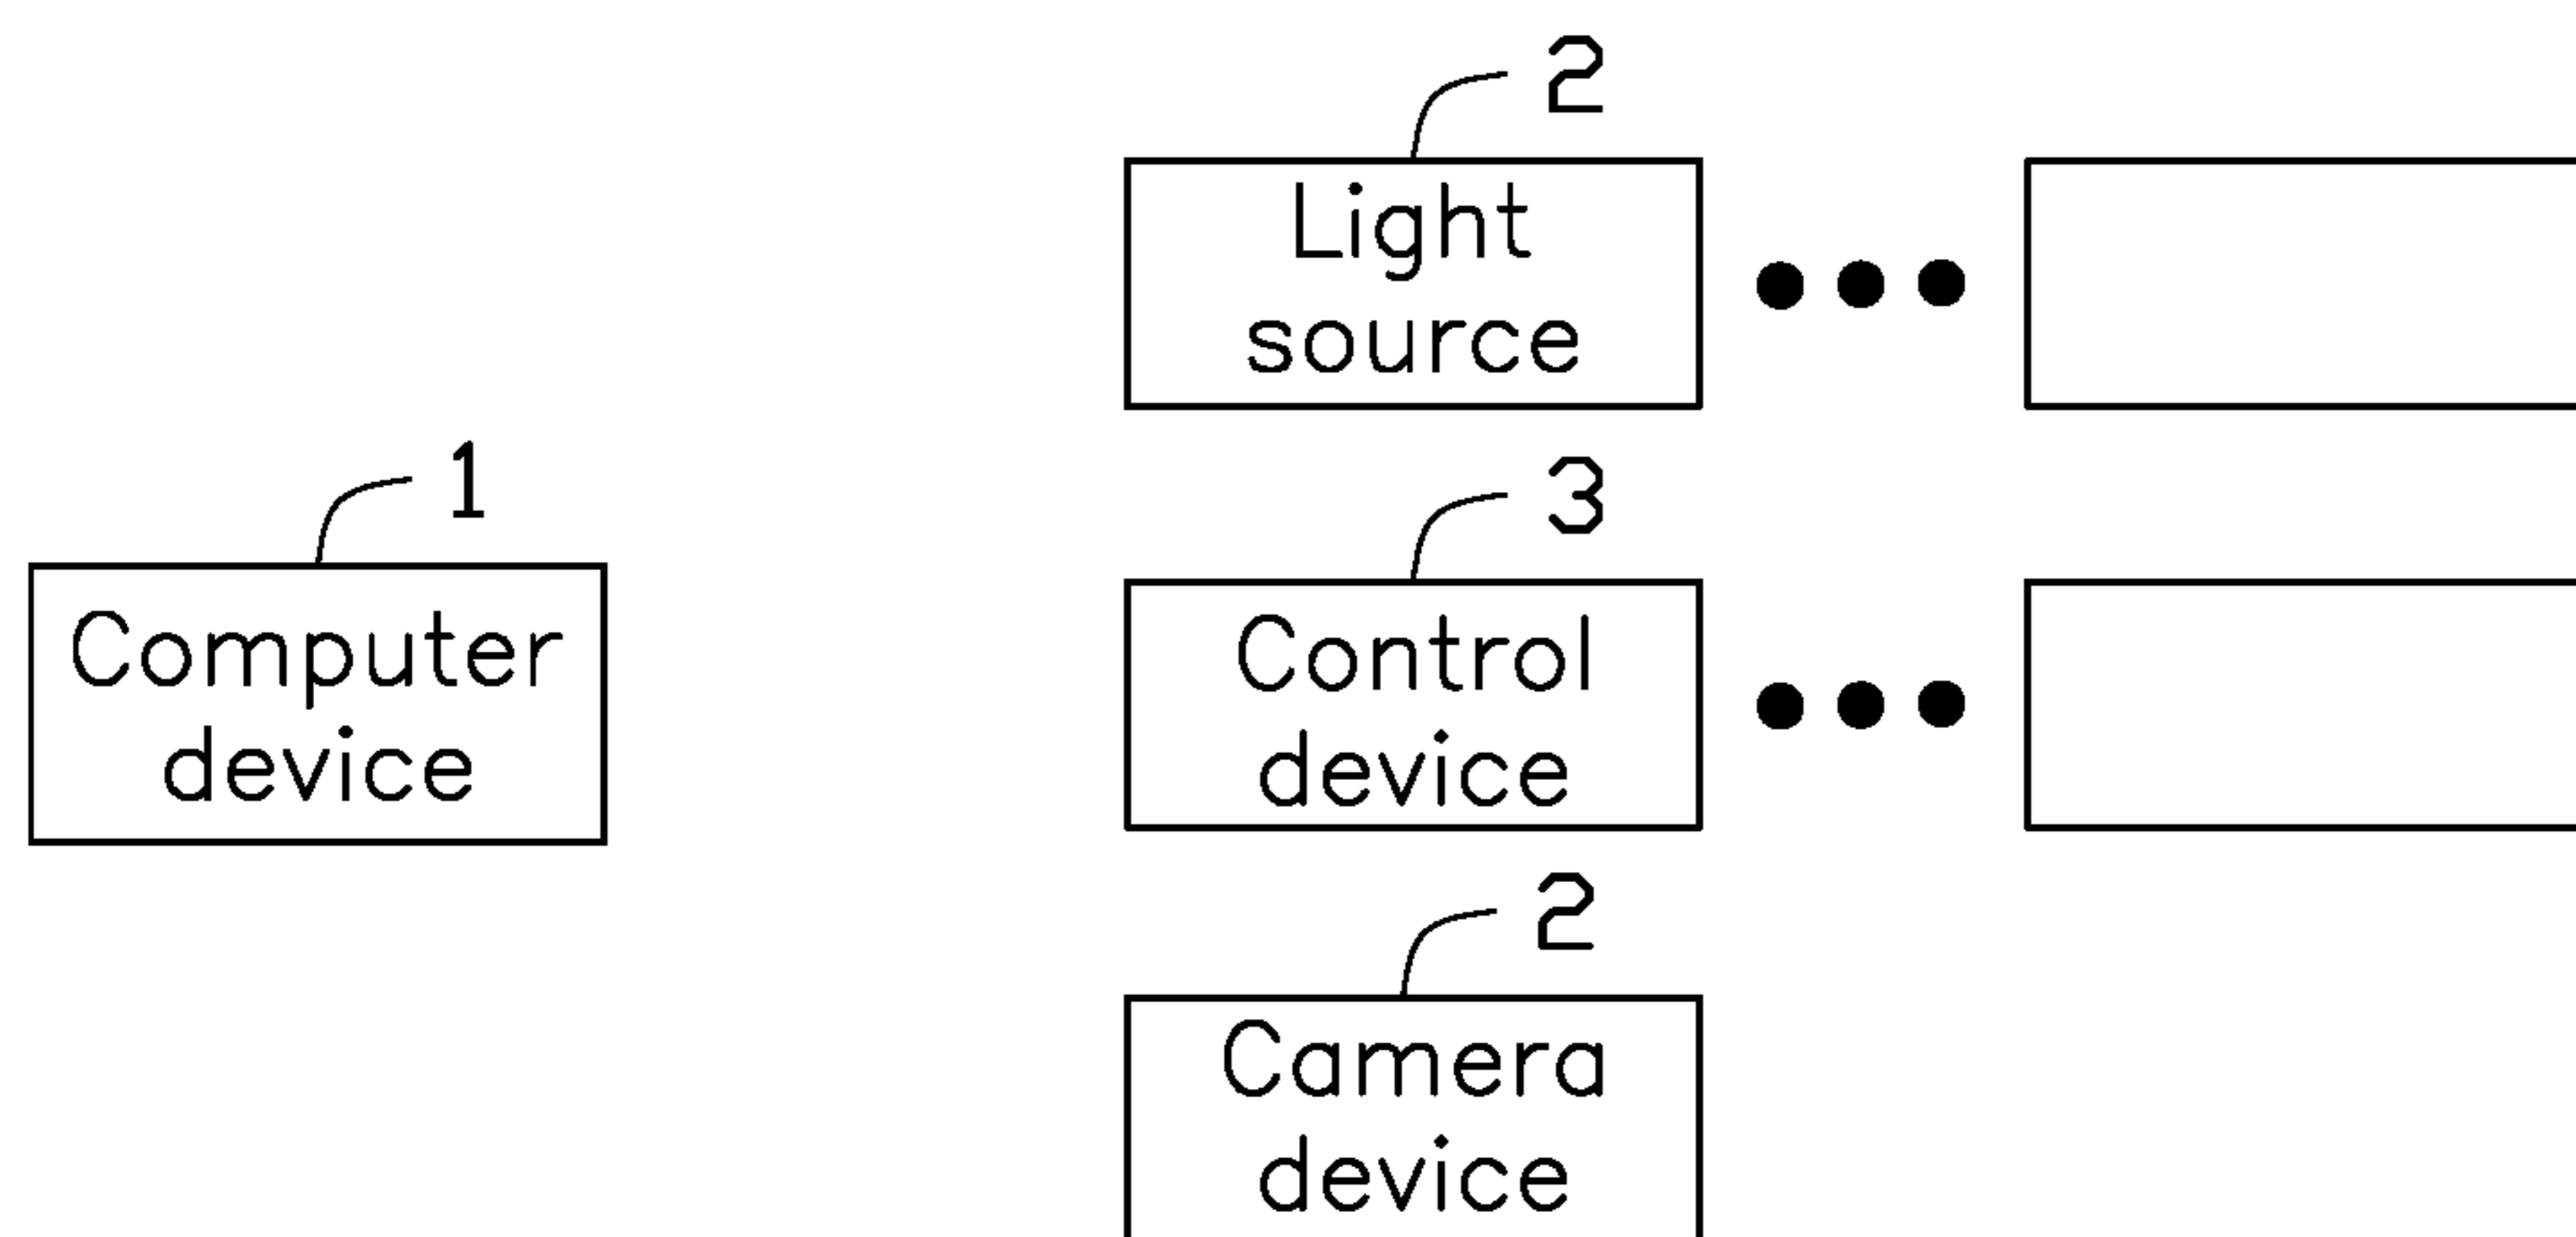 2
Light
source
1
Computer
device
3
Control
device
2
Camera
device